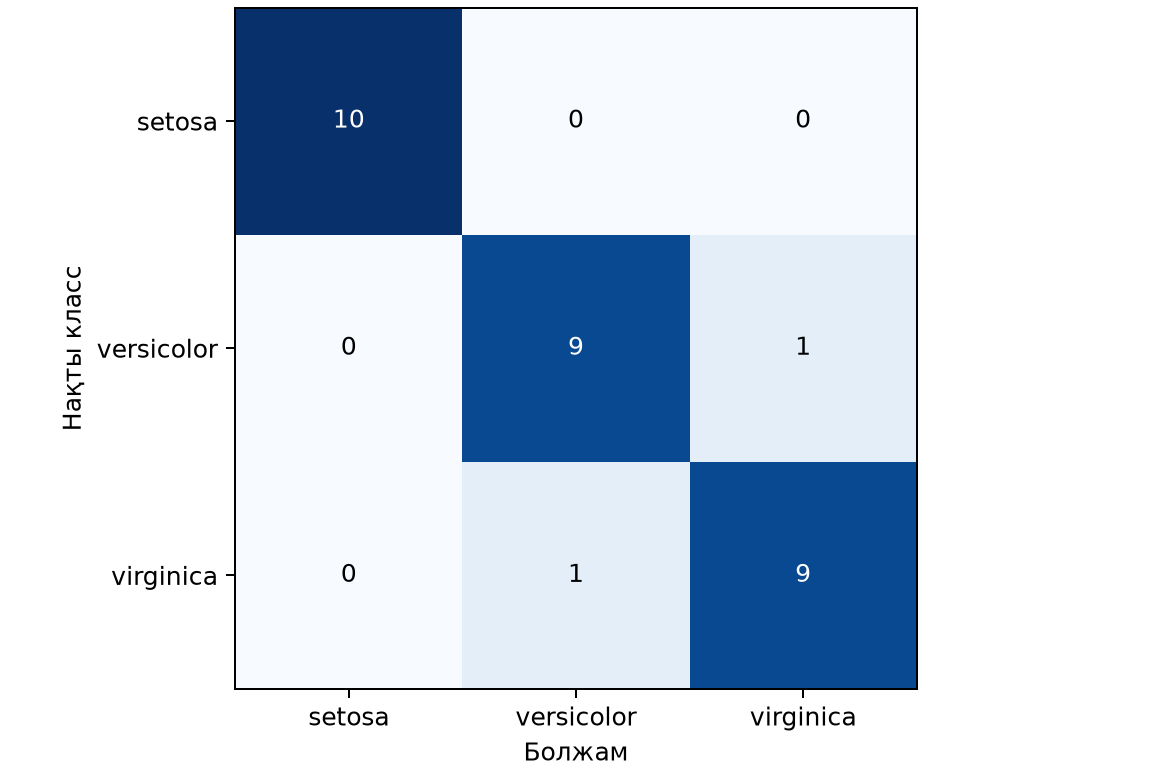 setosa 10 0 0
Нақты класс
versicolor 0 9 1
virginica 0 1 9
setosa versicolor virginica
Болжам